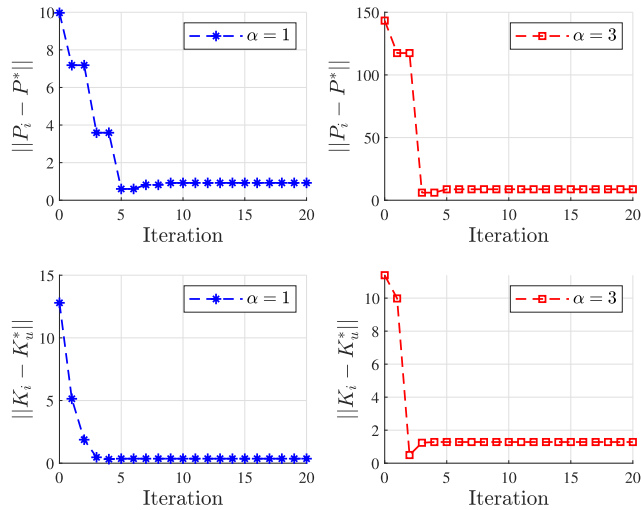 10
8
6
4
2
0
||P_i − P^*||
α = 1
0 5 10 15 20
Iteration
150
100
50
0
||P_i − P^*||
α = 3
0 5 10 15 20
Iteration
15
10
5
0
||K_i − K_u^*||
α = 1
0 5 10 15 20
Iteration
10
8
6
4
2
0
||K_i − K_u^*||
α = 3
0 5 10 15 20
Iteration